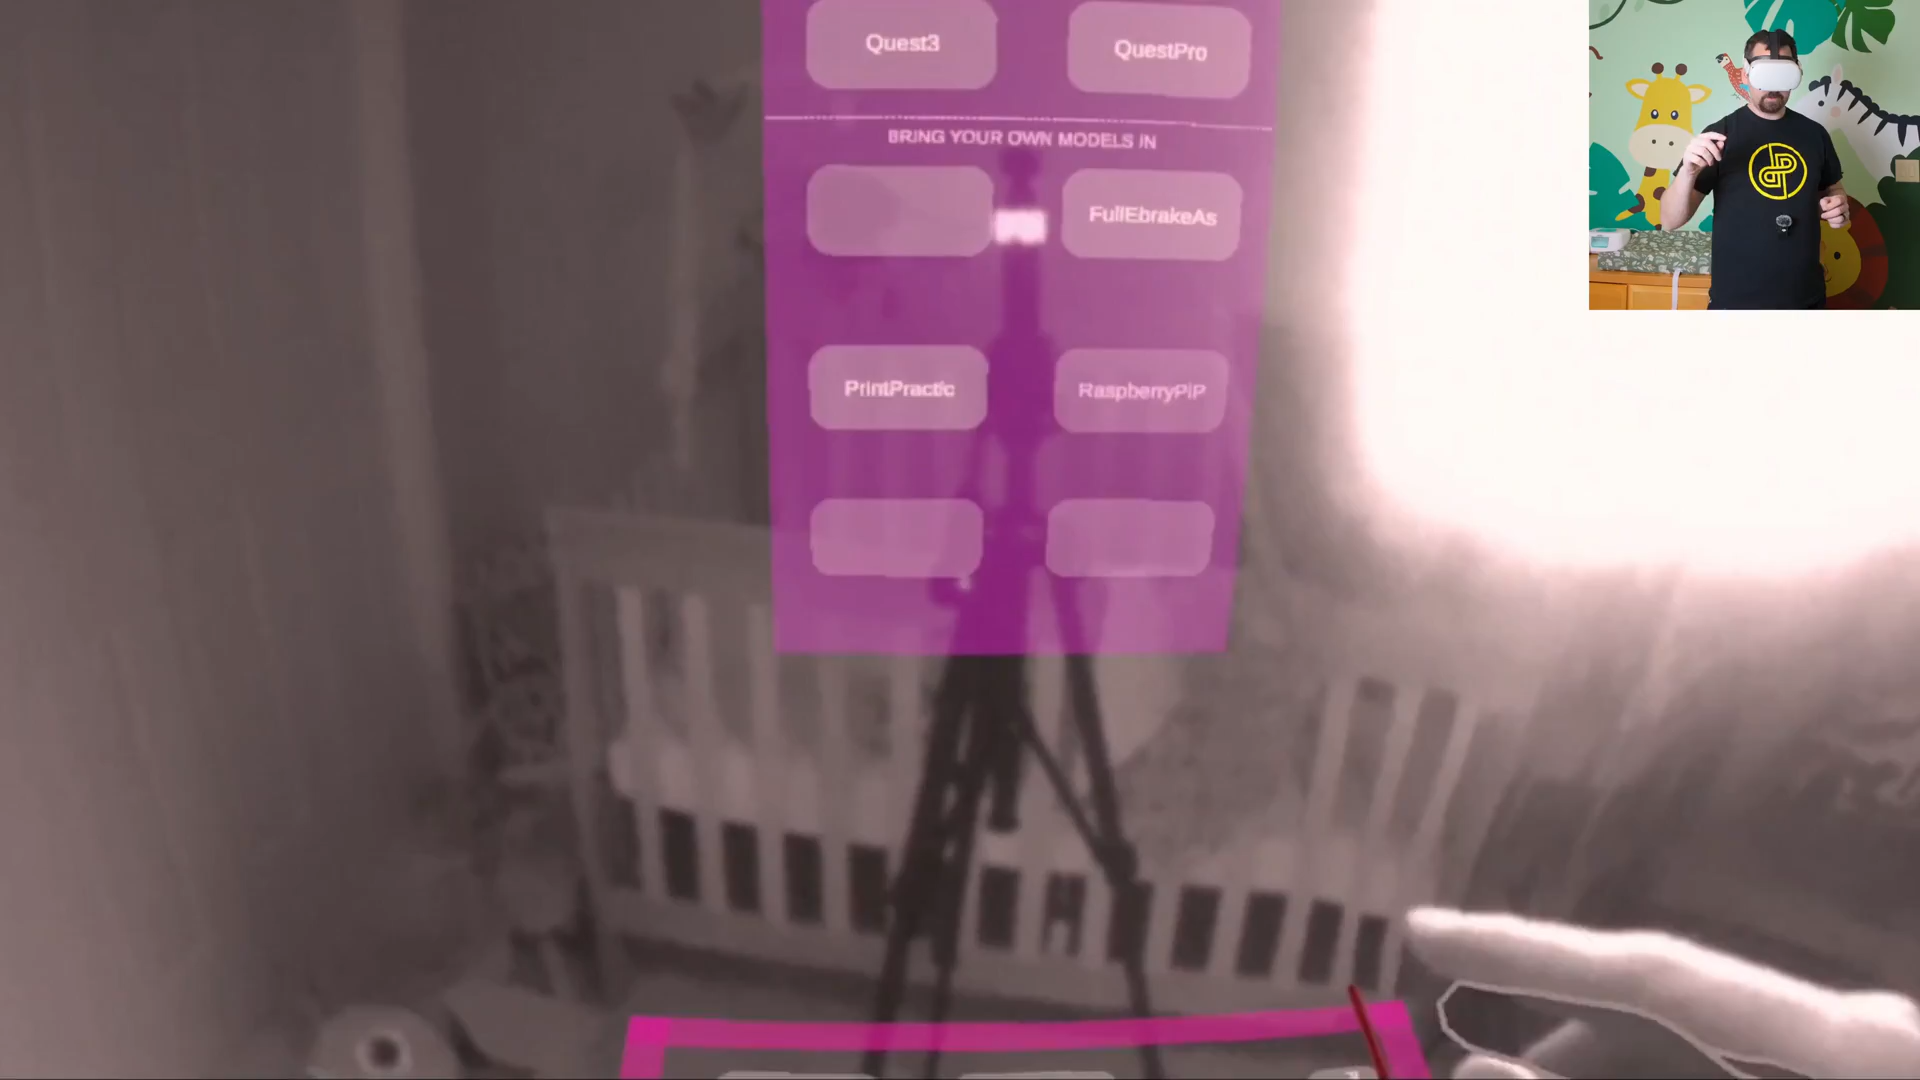 Quest3
QuestPro
BRING YOUR OWN MODELS IN
FullEbrakeAs
PrintPractic
RaspberryPiP